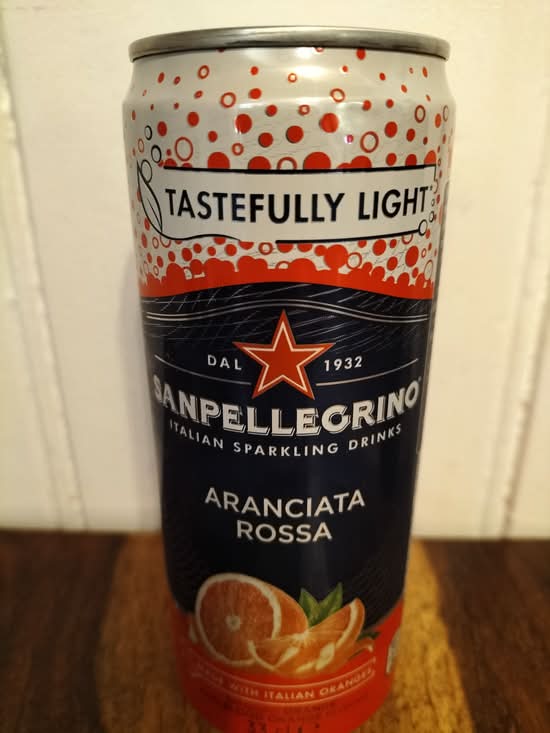 TASTEFULLY LIGHT
DAL 1932
SANPELLEGRINO
ITALIAN SPARKLING DRINKS
ARANCIATA
ROSSA
MADE WITH ITALIAN ORANGES